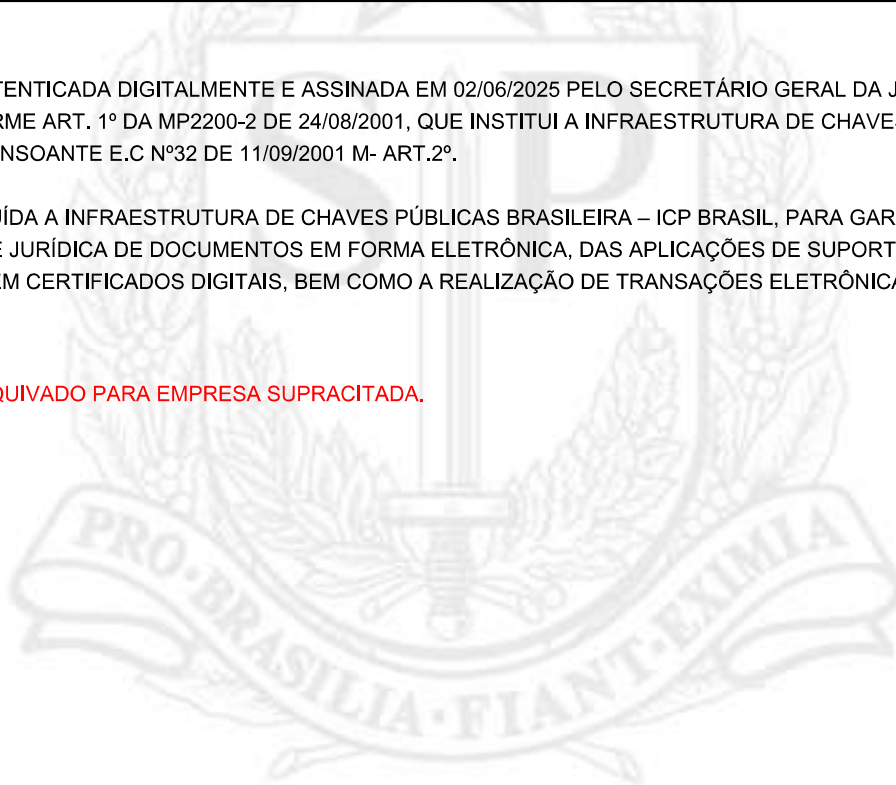 TENTICADA DIGITALMENTE E ASSINADA EM 02/06/2025 PELO SECRETÁRIO GERAL DA J
RME ART. 1º DA MP2200-2 DE 24/08/2001, QUE INSTITUI A INFRAESTRUTURA DE CHAVE
NSOANTE E.C Nº32 DE 11/09/2001 M- ART.2º.
ÍDA A INFRAESTRUTURA DE CHAVES PÚBLICAS BRASILEIRA – ICP BRASIL, PARA GAR
E JURÍDICA DE DOCUMENTOS EM FORMA ELETRÔNICA, DAS APLICAÇÕES DE SUPORT
EM CERTIFICADOS DIGITAIS, BEM COMO A REALIZAÇÃO DE TRANSAÇÕES ELETRÔNICA
QUIVADO PARA EMPRESA SUPRACITADA.
SP
PRO·BRASILIA·FIANT·EXIMIA